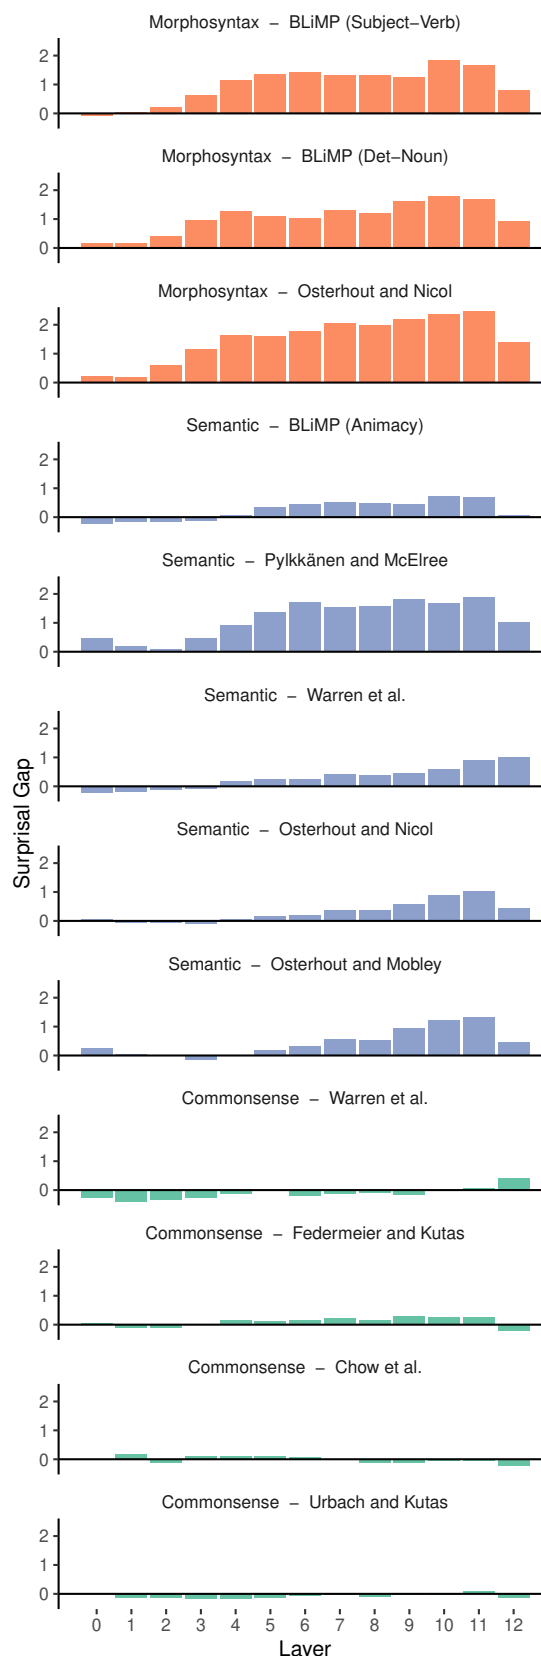 Morphosyntax − BLiMP (Subject−Verb)
2
1
0
Morphosyntax − BLiMP (Det−Noun)
2
1
0
Morphosyntax − Osterhout and Nicol
2
1
0
Semantic − BLiMP (Animacy)
2
1
0
Semantic − Pylkkänen and McElree
2
1
0
Semantic − Warren et al.
2
1
0
Surprisal Gap
Semantic − Osterhout and Nicol
2
1
0
Semantic − Osterhout and Mobley
2
1
0
Commonsense − Warren et al.
2
1
0
Commonsense − Federmeier and Kutas
2
1
0
Commonsense − Chow et al.
2
1
0
Commonsense − Urbach and Kutas
2
1
0
0 1 2 3 4 5 6 7 8 9 10 11 12
Layer